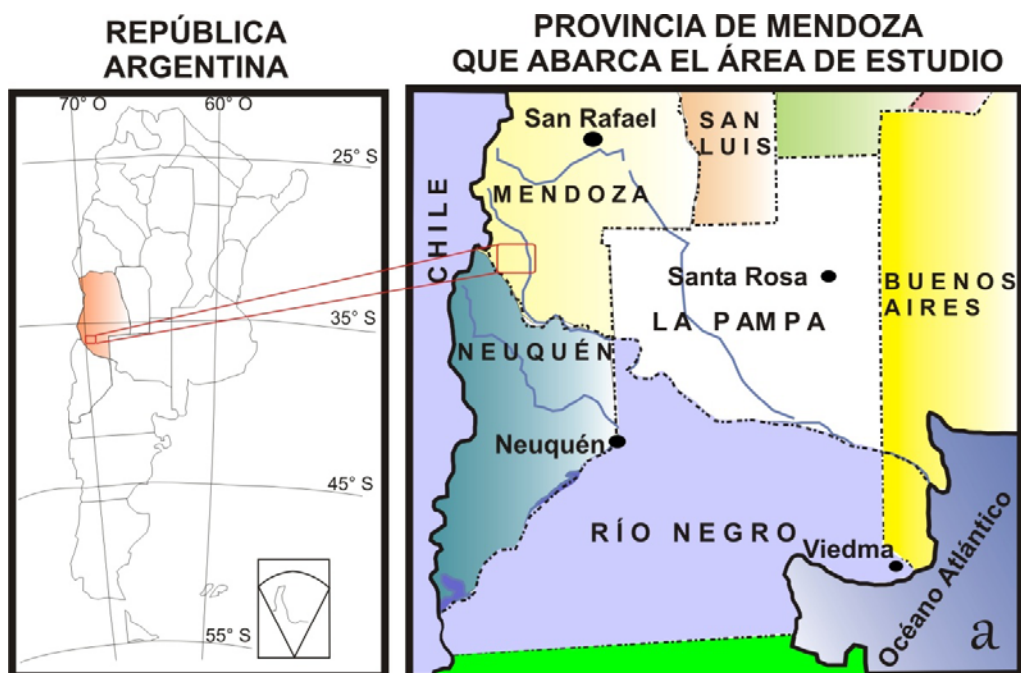 REPÚBLICA
ARGENTINA
70° O
60° O
25° S
35° S
45° S
55° S
PROVINCIA DE MENDOZA
QUE ABARCA EL ÁREA DE ESTUDIO
San Rafael
SAN
LUIS
MENDOZA
CHILE
Santa Rosa
BUENOS
AIRES
LA PAMPA
NEUQUÉN
Neuquén
RÍO NEGRO
Viedma
Océano Atlántico
a